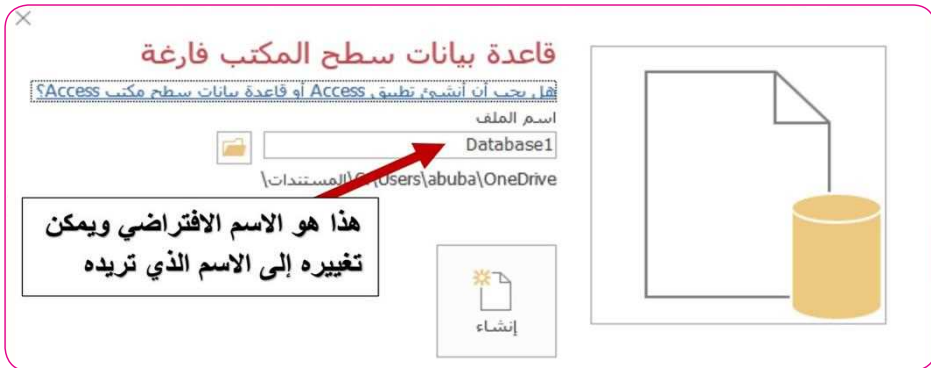 قاعدة بيانات سطح المكتب فارغة
هل يجب أن أنشئ تطبيق Access أو قاعدة بيانات سطح مكتب Access؟
اسم الملف
Database1
C:\Users\abuba\OneDrive\المستندات\
هذا هو الاسم الافتراضي ويمكن
تغييره إلى الاسم الذي تريده
إنشاء